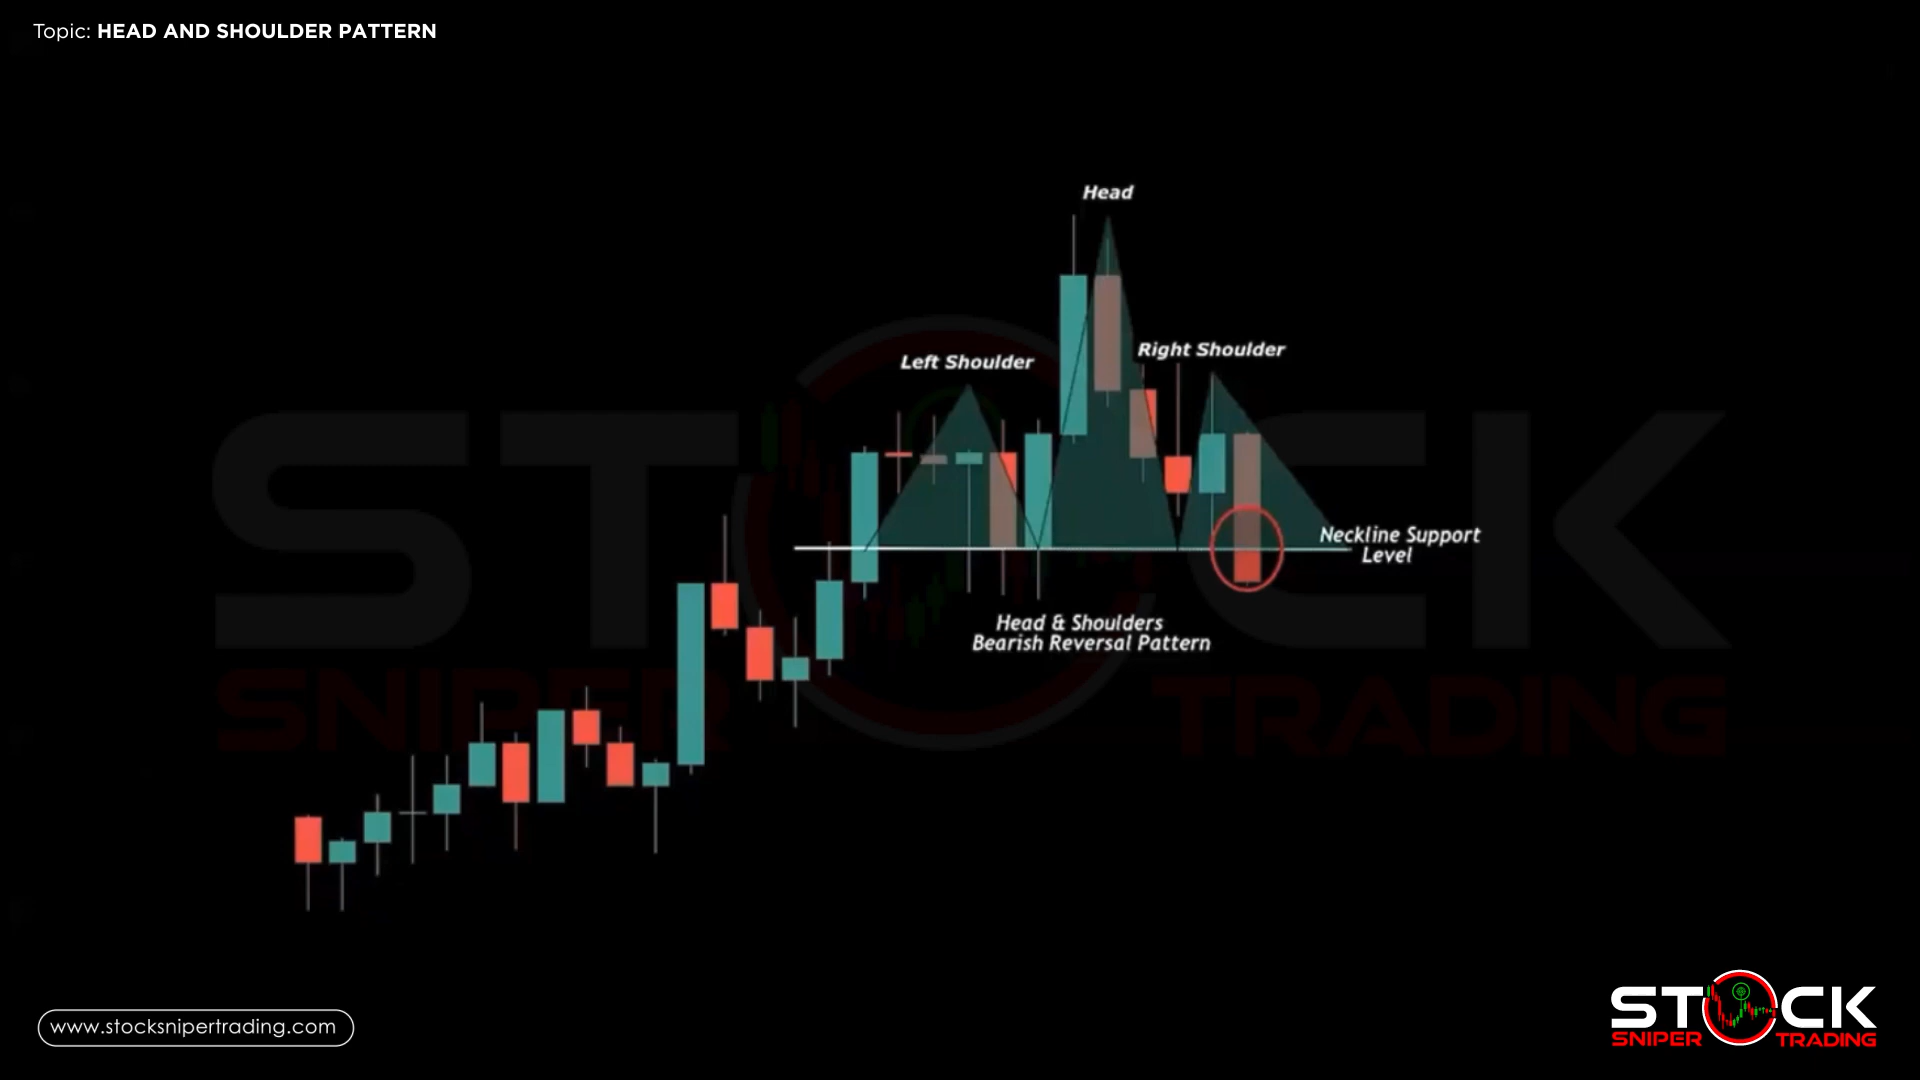 Topic: HEAD AND SHOULDER PATTERN
Head
Left Shoulder
Right Shoulder
Neckline Support
Level
Head & Shoulders
Bearish Reversal Pattern
STOCK
SNIPER TRADING
www.stocksnipertrading.com
STOCK
SNIPER TRADING